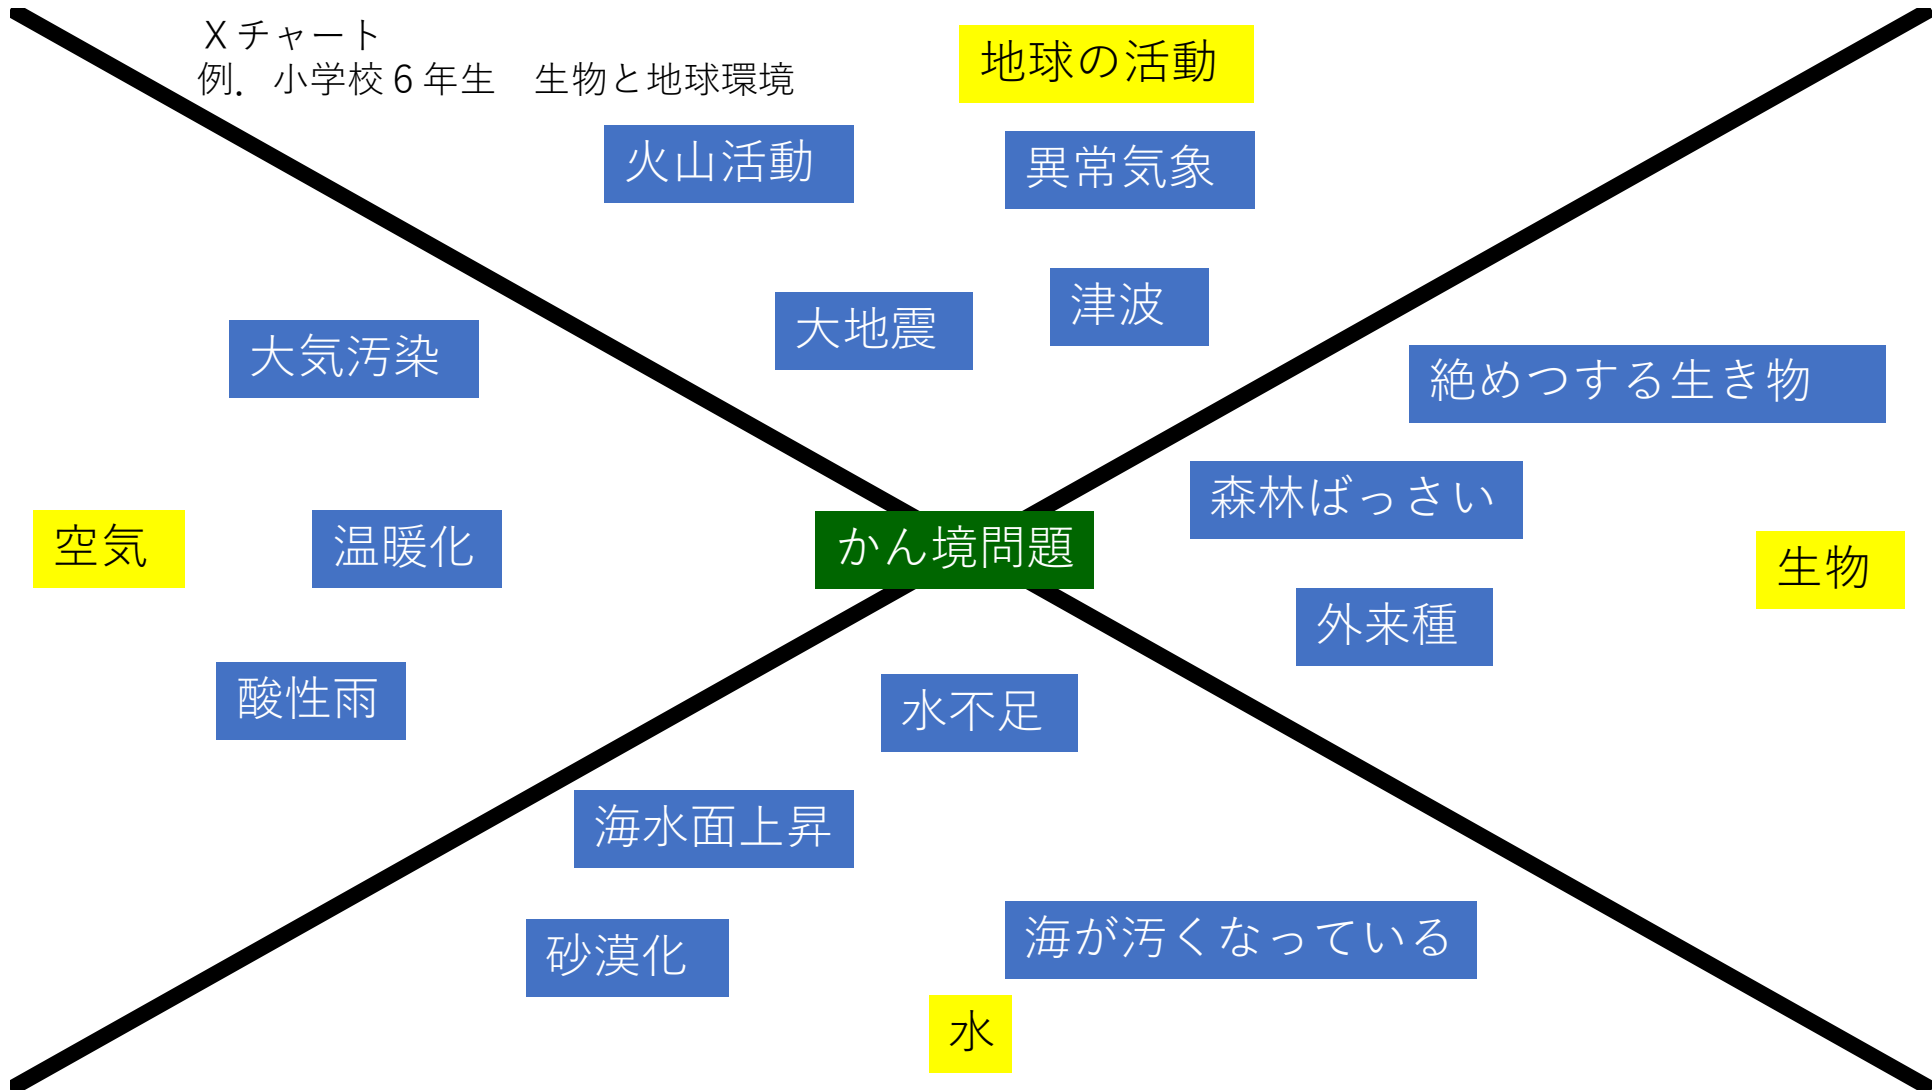 Xチャート
例．小学校６年生　生物と地球環境
地球の活動
火山活動
異常気象
大地震
津波
大気汚染
空気
温暖化
酸性雨
かん境問題
絶めつする生き物
森林ばっさい
生物
外来種
水不足
海水面上昇
砂漠化
海が汚くなっている
水